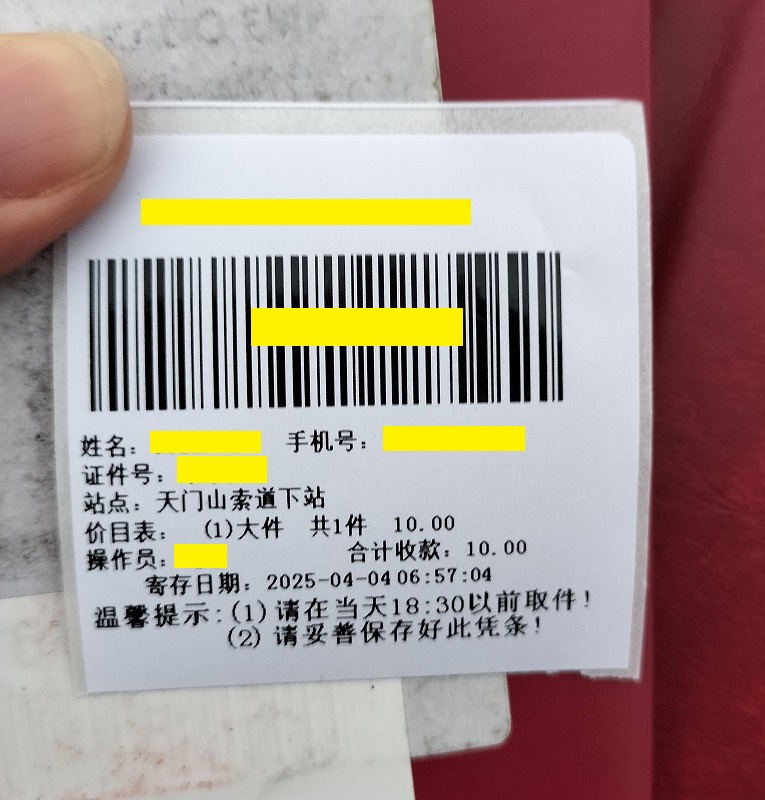 姓名: 手机号:
证件号:
站点: 天门山索道下站
价目表: (1)大件 共1件 10.00
操作员: 合计收款: 10.00
寄存日期: 2025-04-04 06:57:04
温馨提示: (1) 请在当天18:30以前取件!
(2) 请妥善保存好此凭条!